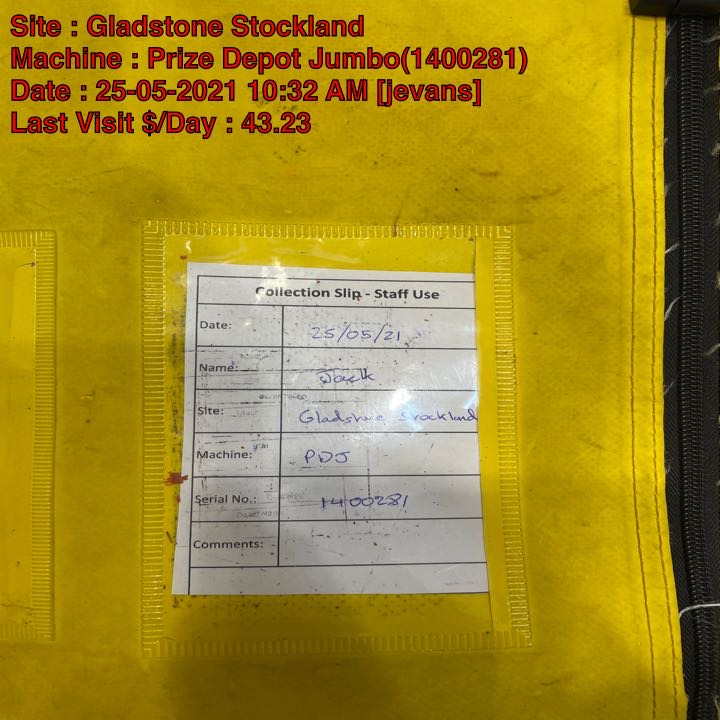 Site : Gladstone Stockland
Machine : Prize Depot Jumbo(1400281)
Date : 25-05-2021 10:32 AM [jevans]
Last Visit $/Day : 43.23
Collection Slip - Staff Use
Date: 25/05/21
Name: Jack
Site: Gladstone Stockland
Machine: PDJ
Serial No.: 1400281
Comments: